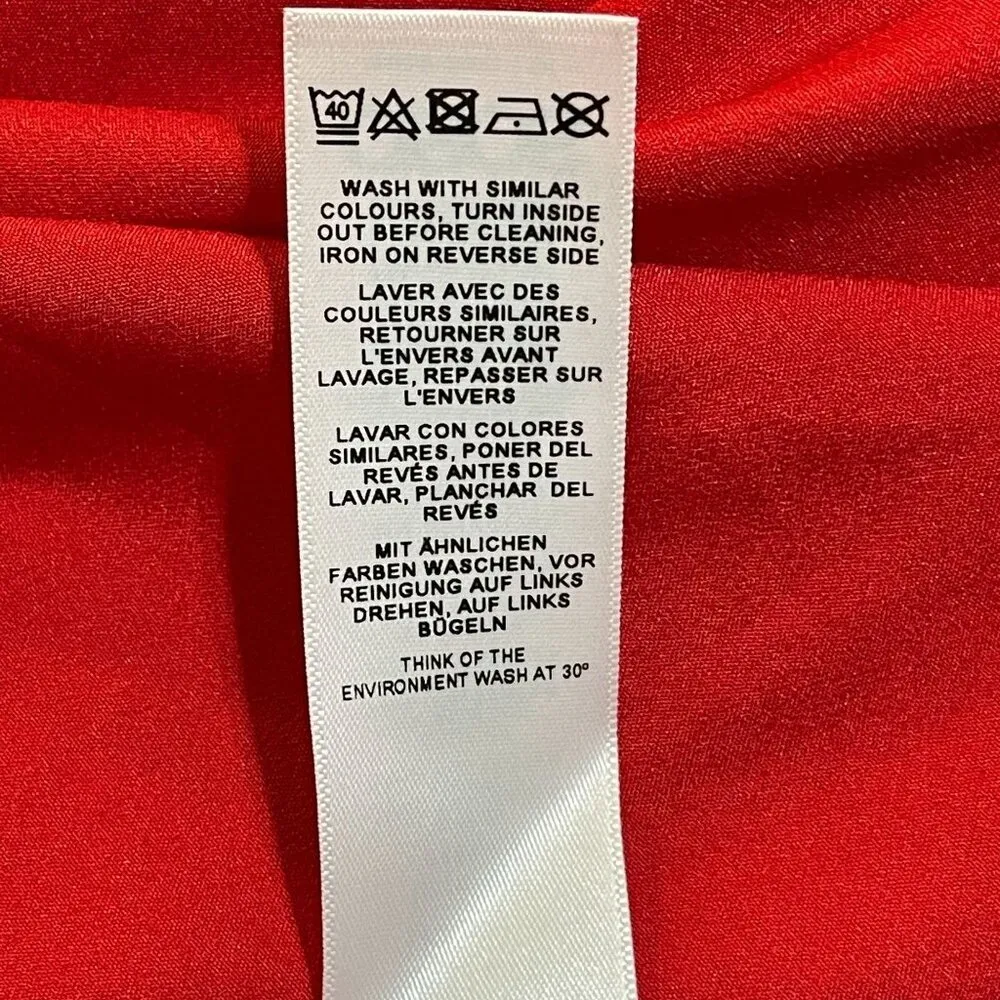 40
WASH WITH SIMILAR
COLOURS, TURN INSIDE
OUT BEFORE CLEANING,
IRON ON REVERSE SIDE
LAVER AVEC DES
COULEURS SIMILAIRES,
RETOURNER SUR
L'ENVERS AVANT
LAVAGE, REPASSER SUR
L'ENVERS
LAVAR CON COLORES
SIMILARES, PONER DEL
REVÉS ANTES DE
LAVAR, PLANCHAR DEL
REVÉS
MIT ÄHNLICHEN
FARBEN WASCHEN, VOR
REINIGUNG AUF LINKS
DREHEN, AUF LINKS
BÜGELN
THINK OF THE
ENVIRONMENT WASH AT 30°